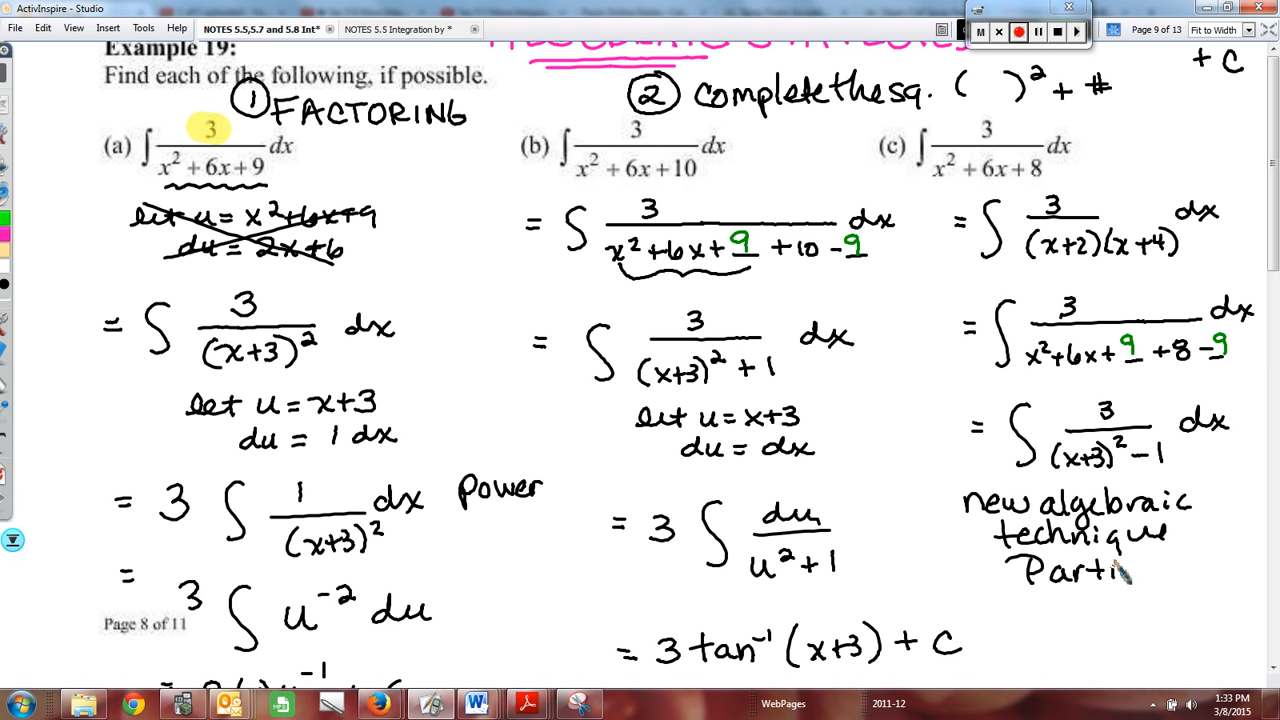 ActivInspire - Studio
File Edit View Insert Tools Help
NOTES 5.5,5.7 and 5.8 Int* NOTES 5.5 Integration by *
Page 9 of 13 Fit to Width
M
Example 19:
Find each of the following, if possible.
+ C
① FACTORING
② complete the sq. ( )² + #
(a) ∫ 3/(x² + 6x + 9) dx
(b) ∫ 3/(x² + 6x + 10) dx
(c) ∫ 3/(x² + 6x + 8) dx
let u = x² + 6x + 9
du = 2x + 6
= ∫ 3/(x+3)² dx
let u = x+3
du = 1 dx
= 3 ∫ 1/(x+3)² dx Power
= 3 ∫ u⁻² du
= ∫ 3/(x² + 6x + 9 + 10 - 9) dx
= ∫ 3/((x+3)² + 1) dx
let u = x+3
du = dx
= 3 ∫ du/(u² + 1)
= 3 tan⁻¹ (x+3) + C
= ∫ 3/((x+2)(x+4)) dx
= ∫ 3/(x² + 6x + 9 + 8 - 9) dx
= ∫ 3/((x+3)² - 1) dx
new algebraic
technique
Parti
Page 8 of 11
WebPages
2011-12
1:33 PM
3/8/2015